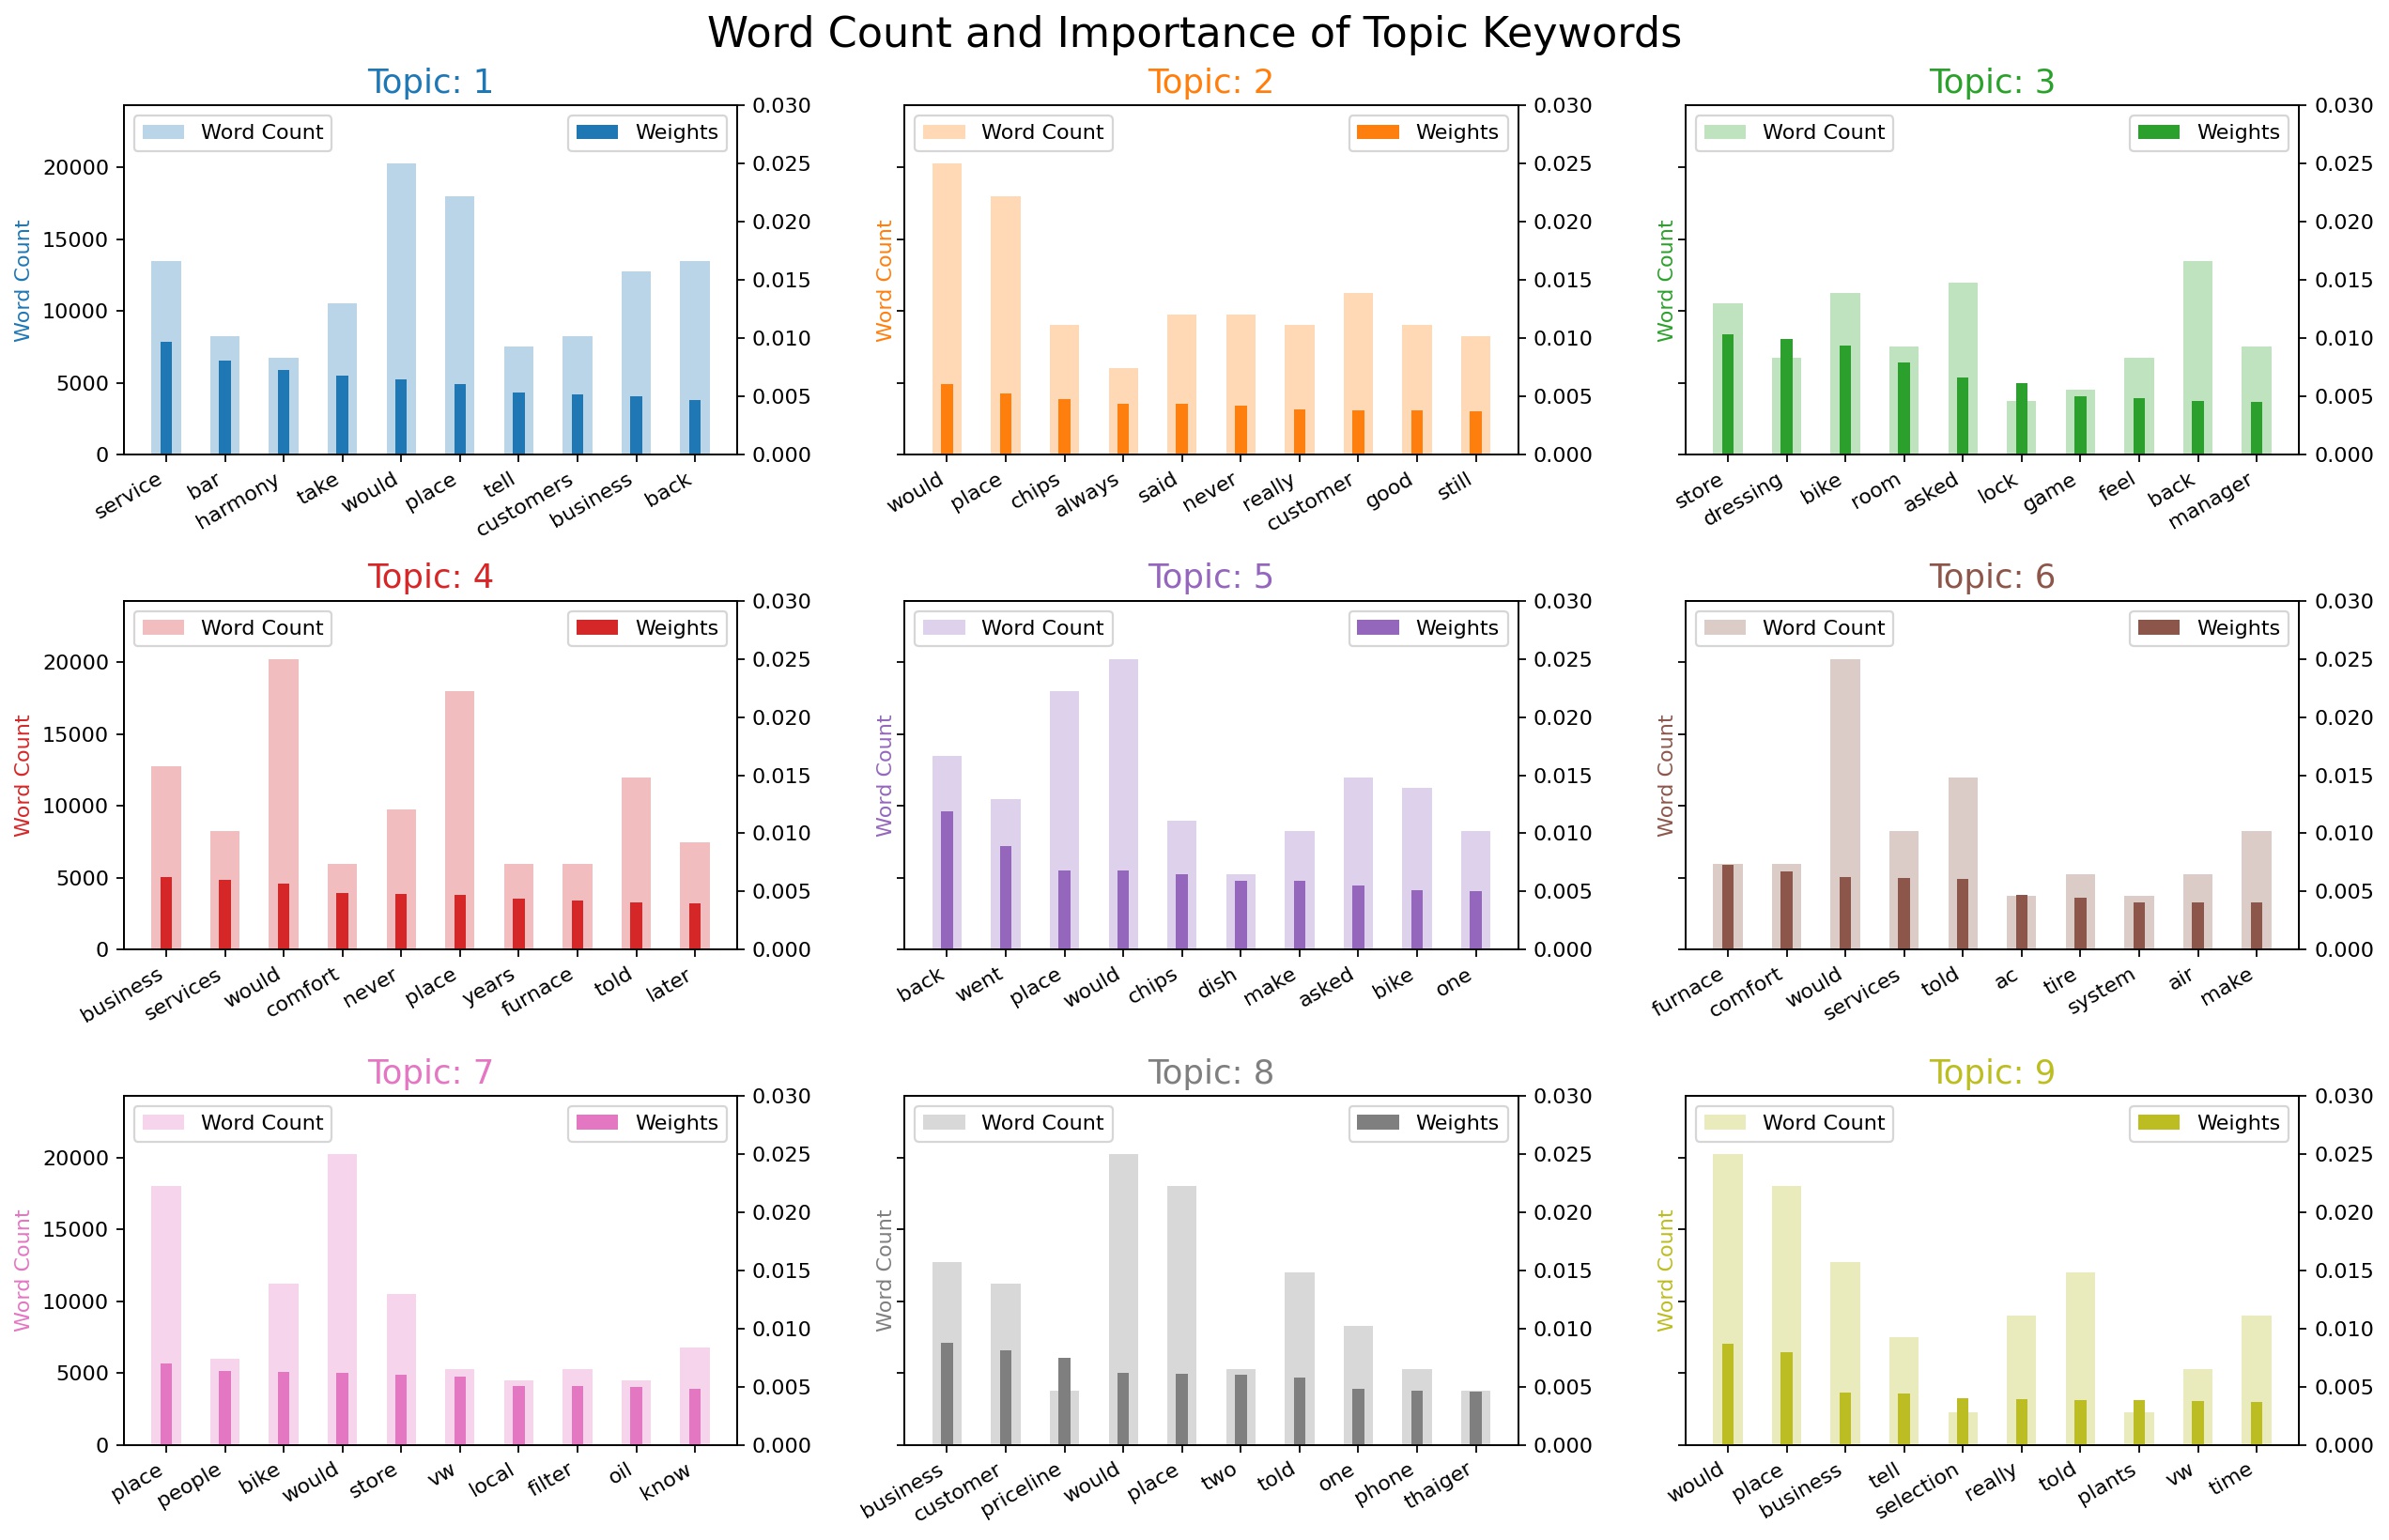 Word Count and Importance of Topic Keywords
Topic: 1
Word Count
Weights
Word Count
0
5000
10000
15000
20000
0.000
0.005
0.010
0.015
0.020
0.025
0.030
service bar harmony take would place tell customers business back
Topic: 2
Word Count
Weights
Word Count
0.000
0.005
0.010
0.015
0.020
0.025
0.030
would place chips always said never really customer good still
Topic: 3
Word Count
Weights
Word Count
0.000
0.005
0.010
0.015
0.020
0.025
0.030
store dressing bike room asked lock game feel back manager
Topic: 4
Word Count
Weights
Word Count
0
5000
10000
15000
20000
0.000
0.005
0.010
0.015
0.020
0.025
0.030
business services would comfort never place years furnace told later
Topic: 5
Word Count
Weights
Word Count
0.000
0.005
0.010
0.015
0.020
0.025
0.030
back went place would chips dish make asked bike one
Topic: 6
Word Count
Weights
Word Count
0.000
0.005
0.010
0.015
0.020
0.025
0.030
furnace comfort would services told ac tire system air make
Topic: 7
Word Count
Weights
Word Count
0
5000
10000
15000
20000
0.000
0.005
0.010
0.015
0.020
0.025
0.030
place people bike would store vw local filter oil know
Topic: 8
Word Count
Weights
Word Count
0.000
0.005
0.010
0.015
0.020
0.025
0.030
business customer priceline would place two told one phone thaiger
Topic: 9
Word Count
Weights
Word Count
0.000
0.005
0.010
0.015
0.020
0.025
0.030
would place business tell selection really told plants vw time